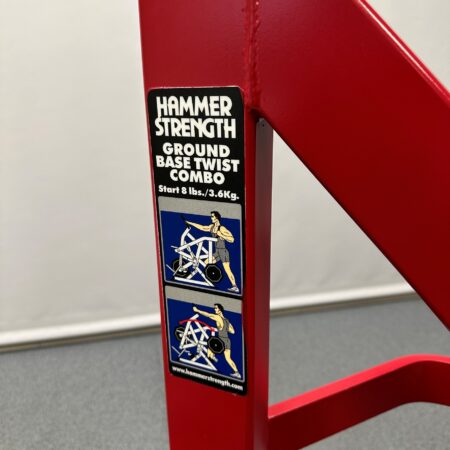 HAMMER
STRENGTH
GROUND
BASE TWIST
COMBO
Start 8 lbs./3.6Kg.
www.hammerstrength.com